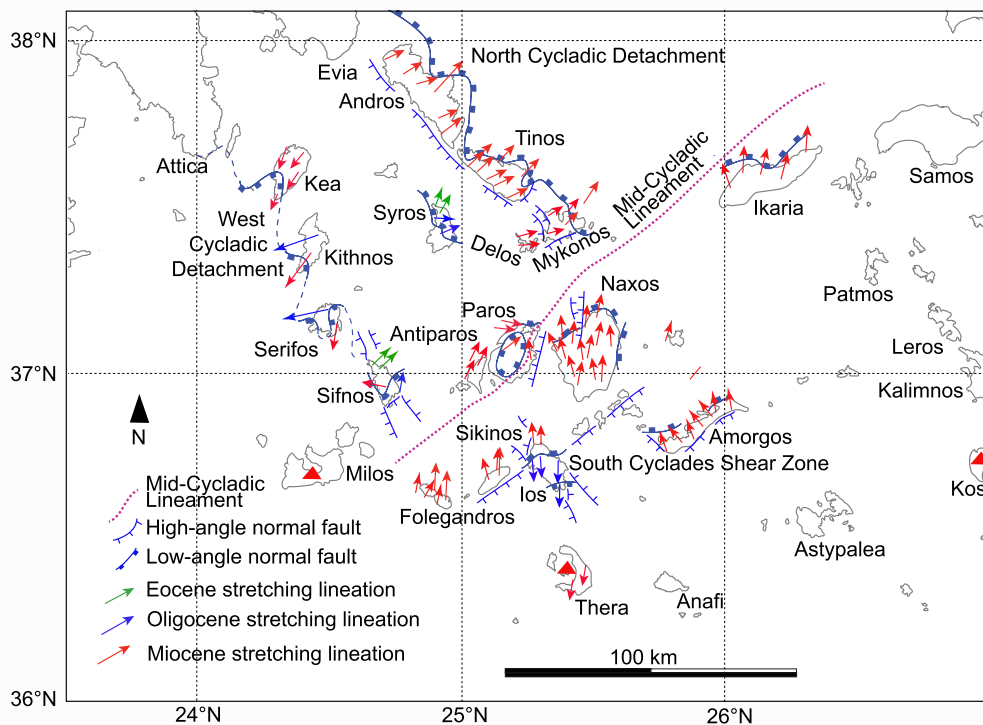 38°N
North Cycladic Detachment
Evia
Andros
Tinos
Mid-Cycladic
Lineament
Attica
Kea
Samos
Syros
Ikaria
West
Cycladic
Detachment
Delos
Mykonos
Kithnos
Patmos
Naxos
Paros
Antiparos
Serifos
Leros
37°N
Sifnos
Kalimnos
N
Sikinos
Amorgos
Milos
South Cyclades Shear Zone
Mid-Cycladic
Lineament
Ios
Kos
Folegandros
High-angle normal fault
Astypalea
Low-angle normal fault
Eocene stretching lineation
Thera
Anafi
Oligocene stretching lineation
Miocene stretching lineation
100 km
36°N
24°N
25°N
26°N